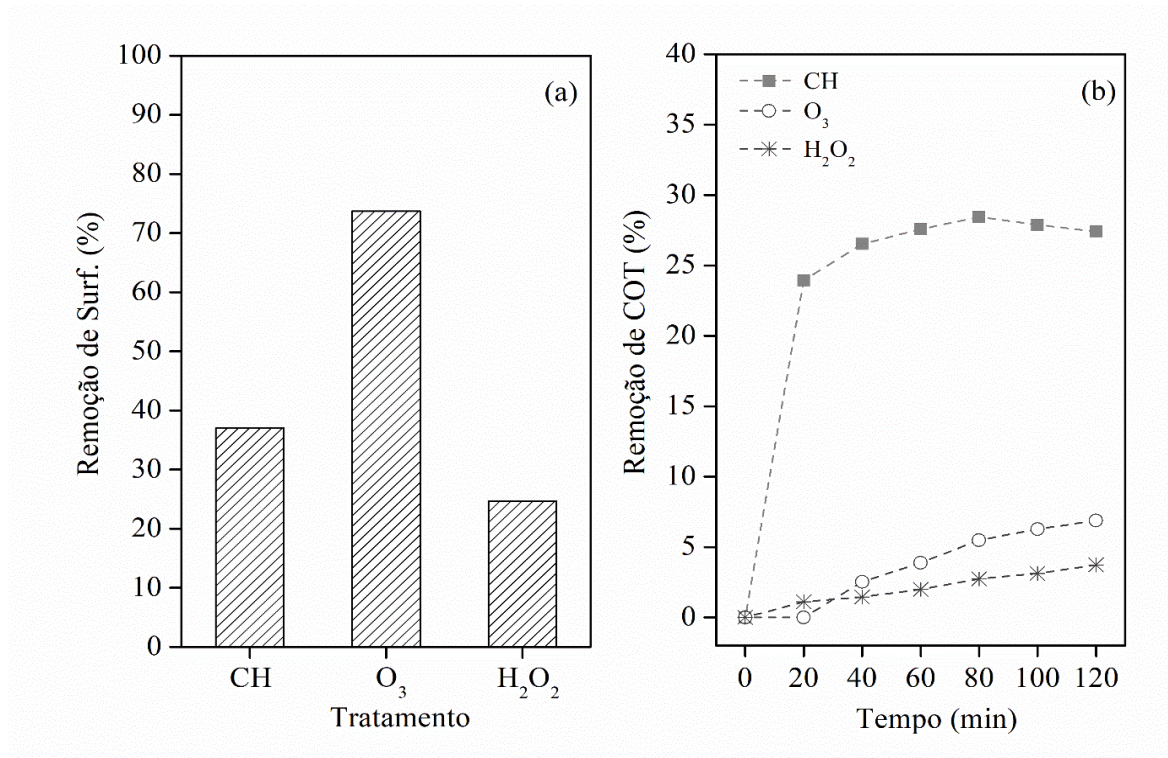 (a)
Remoção de Surf. (%)
100
90
80
70
60
50
40
30
20
10
0
CH
O₃
H₂O₂
Tratamento
(b)
CH
O₃
H₂O₂
Remoção de COT (%)
40
35
30
25
20
15
10
5
0
0 20 40 60 80 100 120
Tempo (min)